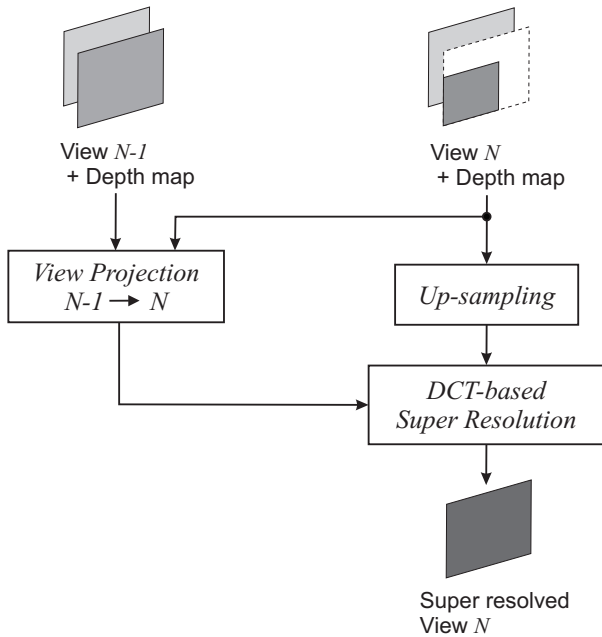 View N-1
+ Depth map
View N
+ Depth map
View Projection
N-1 → N
Up-sampling
DCT-based
Super Resolution
Super resolved
View N